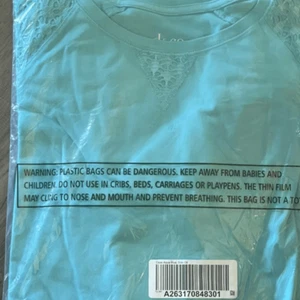 WARNING: PLASTIC BAGS CAN BE DANGEROUS. KEEP AWAY FROM BABIES AND
CHILDREN. DO NOT USE IN CRIBS, BEDS, CARRIAGES OR PLAYPENS. THE THIN FILM
MAY CLING TO NOSE AND MOUTH AND PREVENT BREATHING. THIS BAG IS NOT A TO
A263170848301